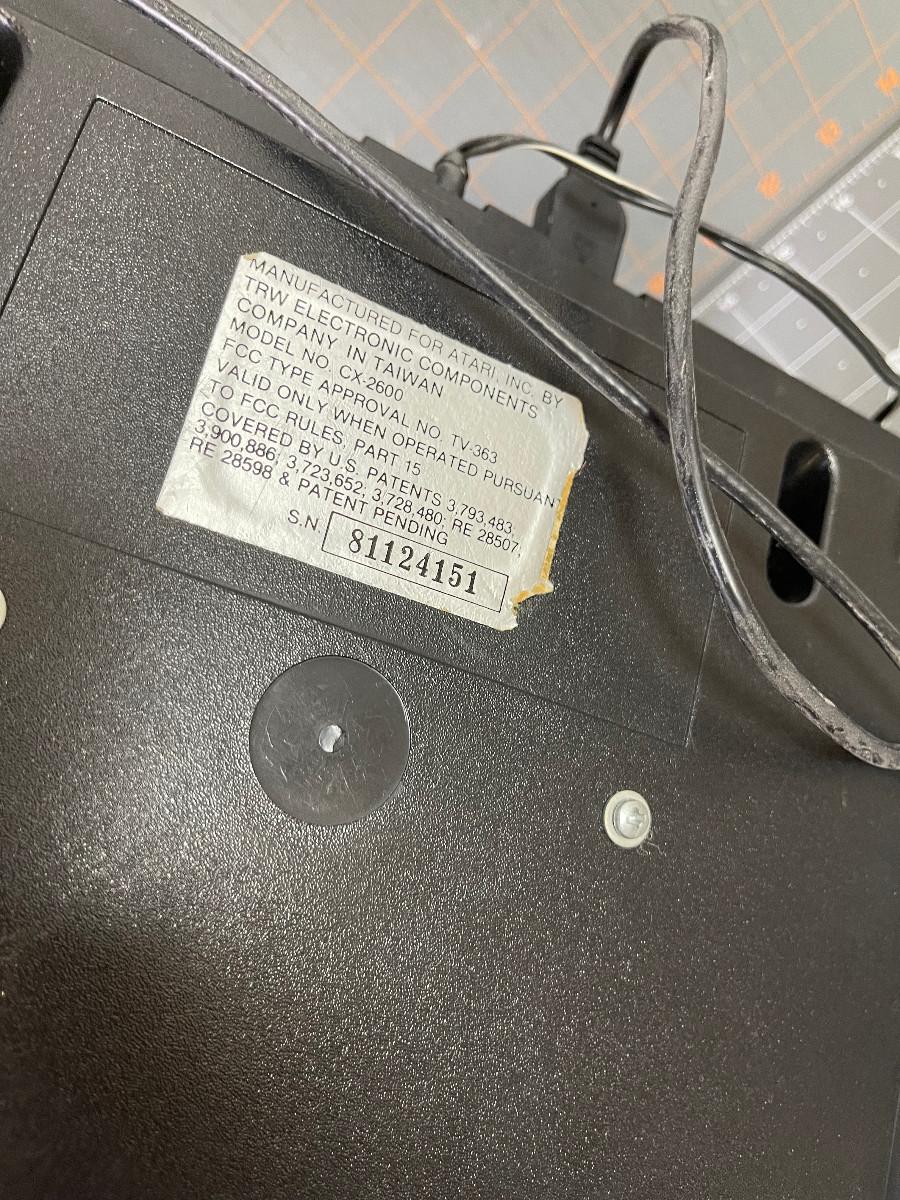 MANUFACTURED FOR ATARI, INC. BY
TRW ELECTRONIC COMPONENTS
COMPANY IN TAIWAN
MODEL NO. CX-2600
FCC TYPE APPROVAL NO. TV-363
VALID ONLY WHEN OPERATED PURSUANT
TO FCC RULES, PART 15
COVERED BY U.S. PATENTS 3,793,483,
3,900,886, 3,723,652, 3,728,480; RE 28507,
RE 28598 & PATENT PENDING
S.N. 81124151